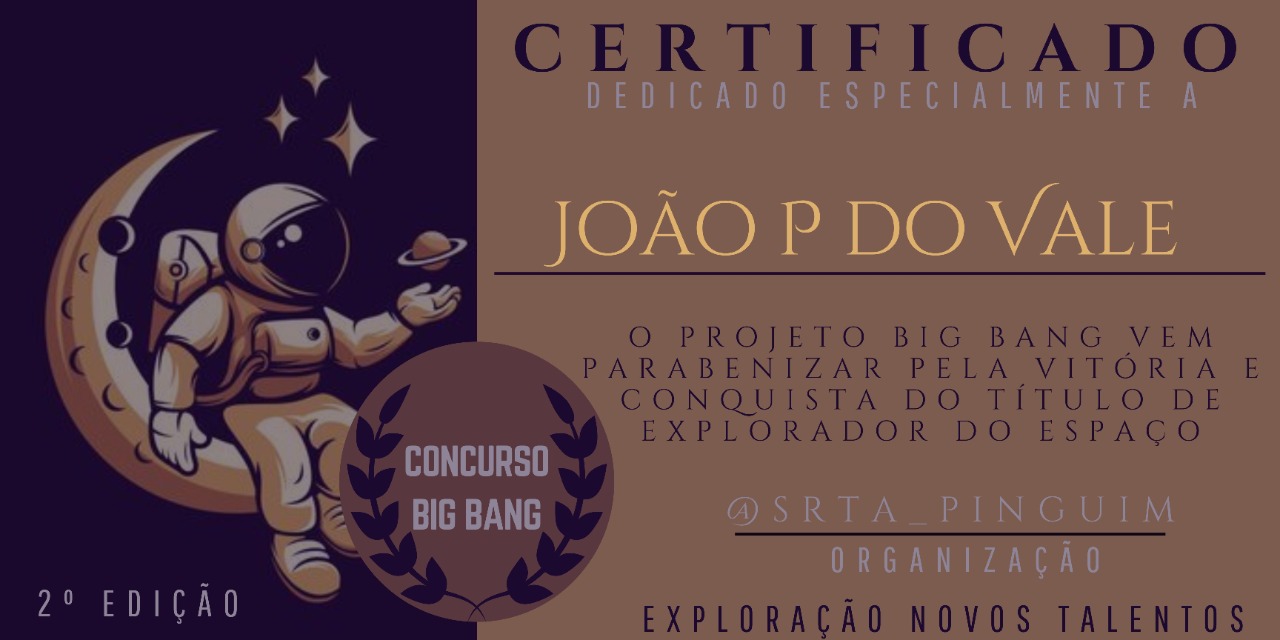 CERTIFICADO
DEDICADO ESPECIALMENTE A
JOÃO P DO VALE
O PROJETO BIG BANG VEM
PARABENIZAR PELA VITÓRIA E
CONQUISTA DO TÍTULO DE
EXPLORADOR DO ESPAÇO
CONCURSO
BIG BANG
@SRTA_PINGUIM
ORGANIZAÇÃO
2º EDIÇÃO
EXPLORAÇÃO NOVOS TALENTOS